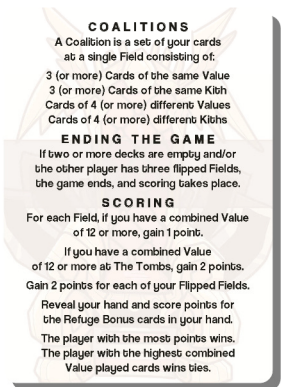 COALITIONS
A Coalition is a set of your cards
at a single Field consisting of:
3 (or more) Cards of the same Value
3 (or more) Cards of the same Kith
Cards of 4 (or more) different Values
Cards of 4 (or more) different Kiths
ENDING THE GAME
If two or more decks are empty and/or
the other player has three flipped Fields,
the game ends, and scoring takes place.
SCORING
For each Field, if you have a combined Value
of 12 or more, gain 1 point.
If you have a combined Value
of 12 or more at The Tombs, gain 2 points.
Gain 2 points for each of your Flipped Fields.
Reveal your hand and score points for
the Refuge Bonus cards in your hand.
The player with the most points wins.
The player with the highest combined
Value played cards wins ties.